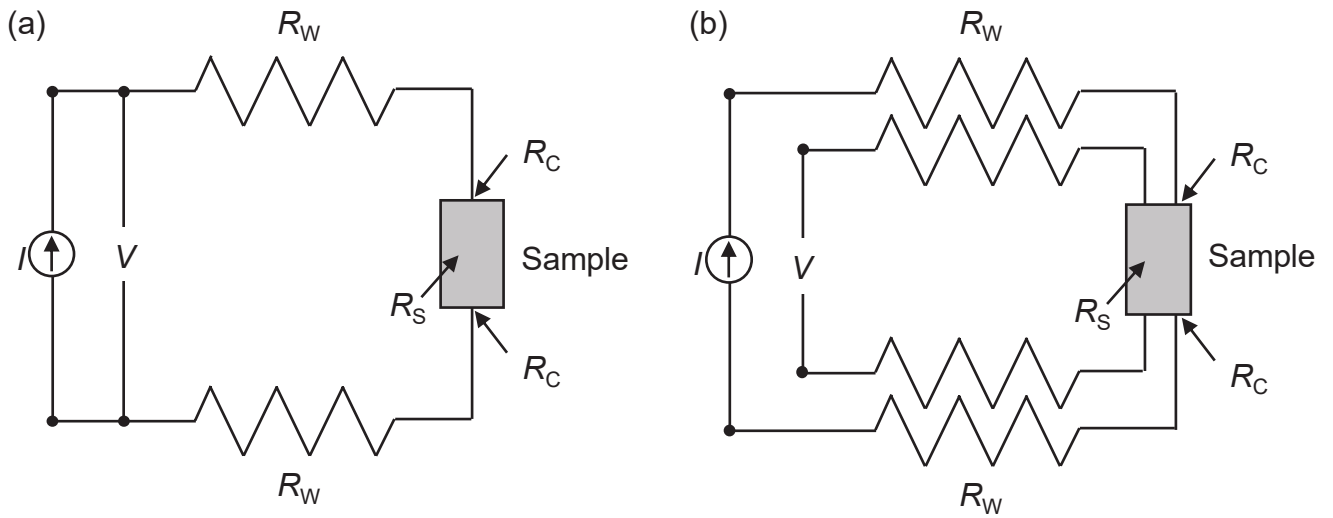 (a)
R_W
R_C
I
V
Sample
R_S
R_C
R_W
(b)
R_W
R_C
I
V
Sample
R_S
R_C
R_W